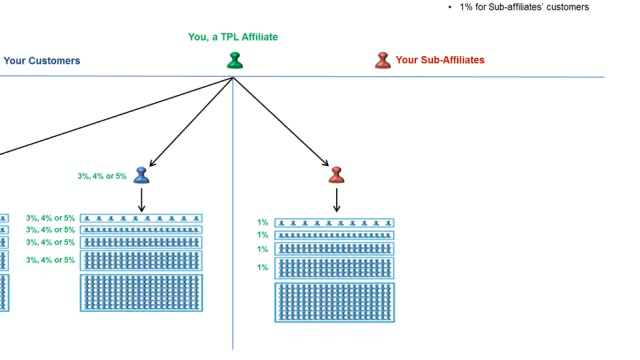 • 1% for Sub-affiliates' customers
You, a TPL Affiliate
Your Customers
Your Sub-Affiliates
3%, 4% or 5%
3%, 4% or 5%
3%, 4% or 5%
3%, 4% or 5%
3%, 4% or 5%
1%
1%
1%
1%